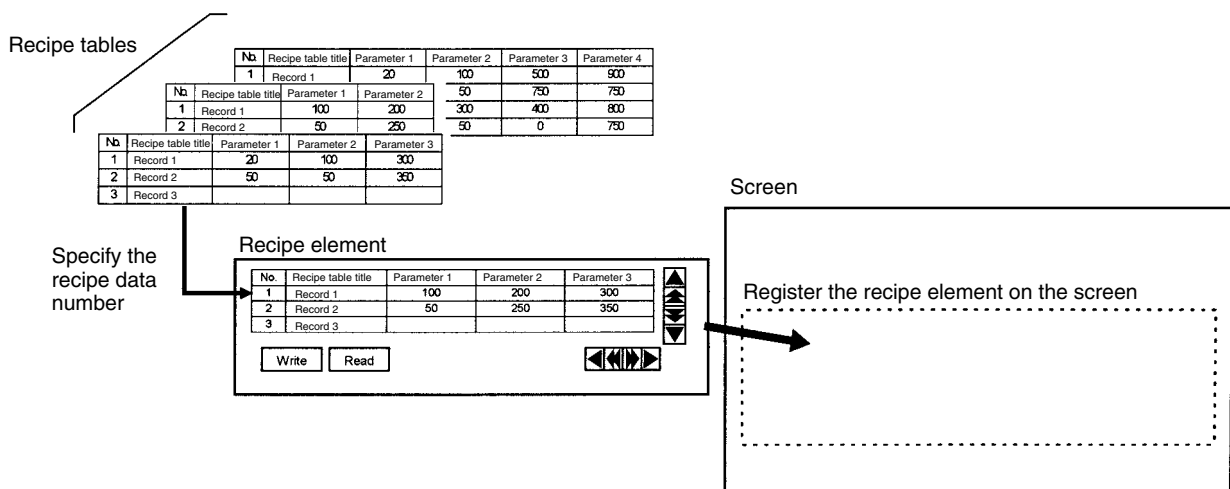 Recipe tables
No. Recipe table title Parameter 1 Parameter 2 Parameter 3 Parameter 4
1 Record 1 20 100 500 900
50 750 750
300 400 800
50 0 750
No. Recipe table title Parameter 1 Parameter 2
1 Record 1 100 200
2 Record 2 50 250
No. Recipe table title Parameter 1 Parameter 2 Parameter 3
1 Record 1 20 100 300
2 Record 2 50 50 350
3 Record 3
Specify the
recipe data
number
Recipe element
No. Recipe table title Parameter 1 Parameter 2 Parameter 3
1 Record 1 100 200 300
2 Record 2 50 250 350
3 Record 3
Write Read
Screen
Register the recipe element on the screen